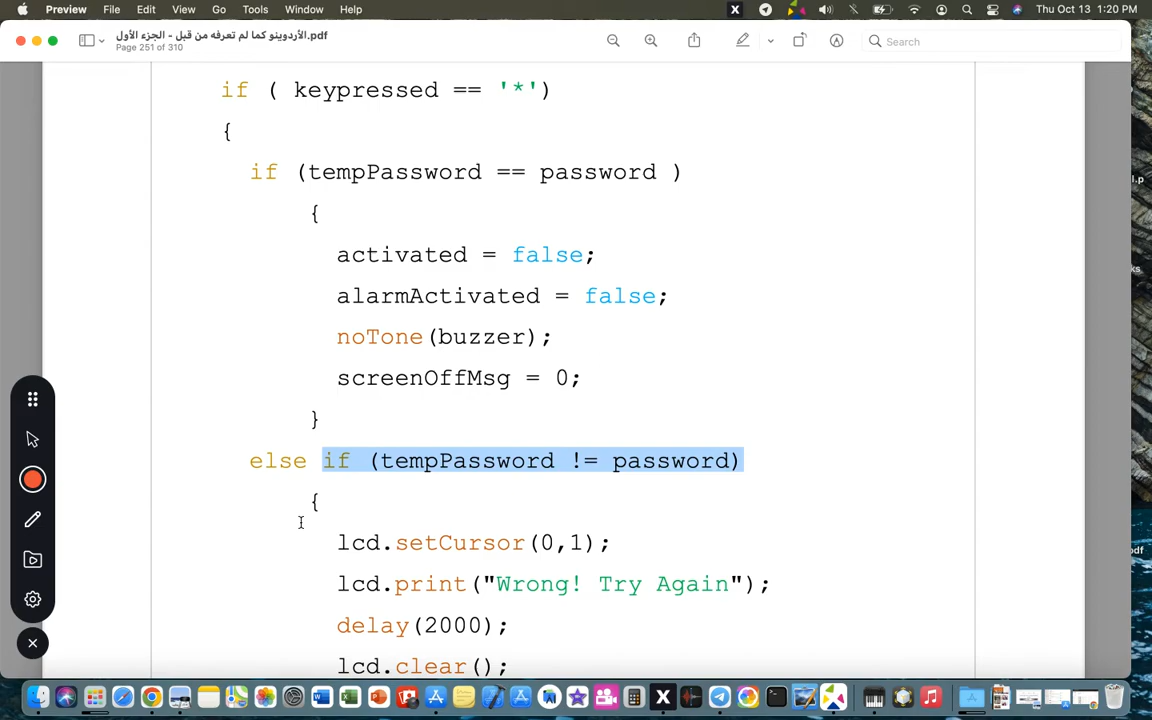 Preview File Edit View Go Tools Window Help X Thu Oct 13 1:20 PM
الأردوينو كما لم تعرفه من قبل - الجزء الأول.pdf
Page 251 of 310
Search
if ( keypressed == '*')
{
if (tempPassword == password )
{
activated = false;
alarmActivated = false;
noTone(buzzer);
screenOffMsg = 0;
}
else if (tempPassword != password)
{
lcd.setCursor(0,1);
lcd.print("Wrong! Try Again");
delay(2000);
lcd.clear();